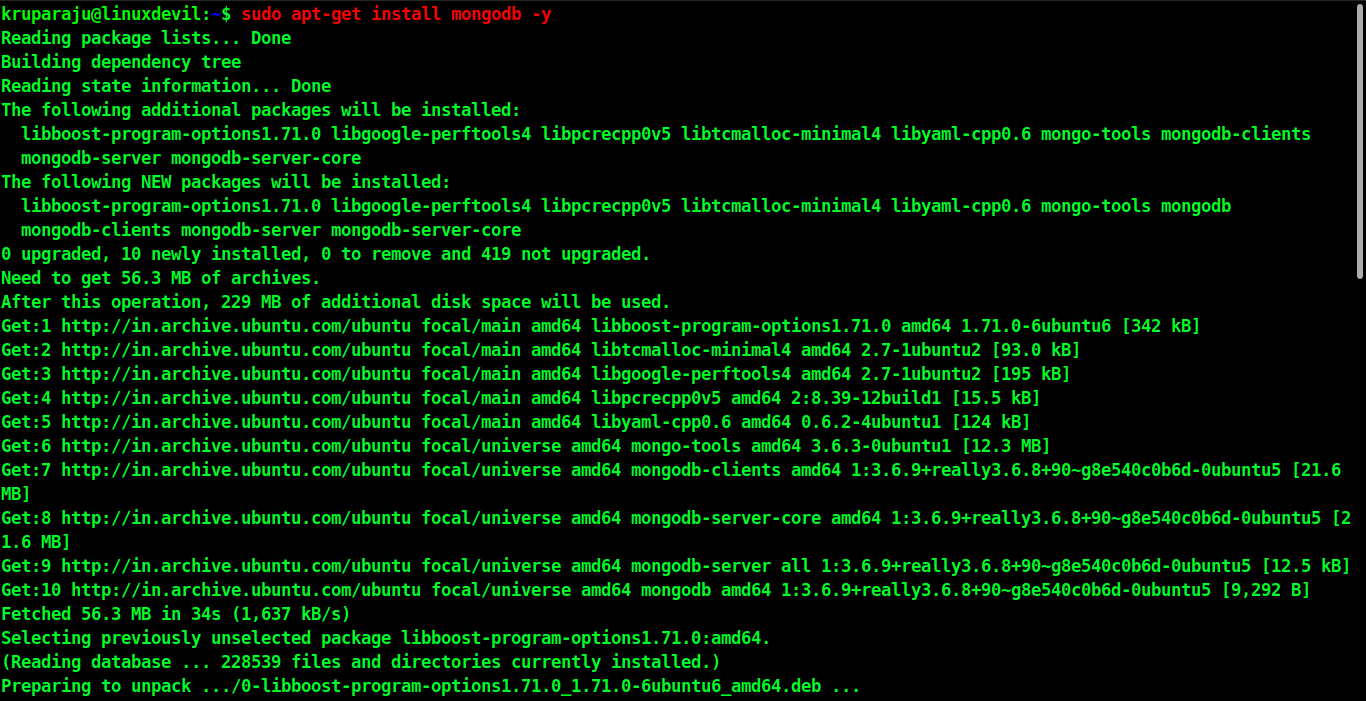 kruparaju@linuxdevil:~$ sudo apt-get install mongodb -y
Reading package lists... Done
Building dependency tree
Reading state information... Done
The following additional packages will be installed:
  libboost-program-options1.71.0 libgoogle-perftools4 libpcrecpp0v5 libtcmalloc-minimal4 libyaml-cpp0.6 mongo-tools mongodb-clients
  mongodb-server mongodb-server-core
The following NEW packages will be installed:
  libboost-program-options1.71.0 libgoogle-perftools4 libpcrecpp0v5 libtcmalloc-minimal4 libyaml-cpp0.6 mongo-tools mongodb
  mongodb-clients mongodb-server mongodb-server-core
0 upgraded, 10 newly installed, 0 to remove and 419 not upgraded.
Need to get 56.3 MB of archives.
After this operation, 229 MB of additional disk space will be used.
Get:1 http://in.archive.ubuntu.com/ubuntu focal/main amd64 libboost-program-options1.71.0 amd64 1.71.0-6ubuntu6 [342 kB]
Get:2 http://in.archive.ubuntu.com/ubuntu focal/main amd64 libtcmalloc-minimal4 amd64 2.7-1ubuntu2 [93.0 kB]
Get:3 http://in.archive.ubuntu.com/ubuntu focal/main amd64 libgoogle-perftools4 amd64 2.7-1ubuntu2 [195 kB]
Get:4 http://in.archive.ubuntu.com/ubuntu focal/main amd64 libpcrecpp0v5 amd64 2:8.39-12build1 [15.5 kB]
Get:5 http://in.archive.ubuntu.com/ubuntu focal/main amd64 libyaml-cpp0.6 amd64 0.6.2-4ubuntu1 [124 kB]
Get:6 http://in.archive.ubuntu.com/ubuntu focal/universe amd64 mongo-tools amd64 3.6.3-0ubuntu1 [12.3 MB]
Get:7 http://in.archive.ubuntu.com/ubuntu focal/universe amd64 mongodb-clients amd64 1:3.6.9+really3.6.8+90~g8e540c0b6d-0ubuntu5 [21.6
MB]
Get:8 http://in.archive.ubuntu.com/ubuntu focal/universe amd64 mongodb-server-core amd64 1:3.6.9+really3.6.8+90~g8e540c0b6d-0ubuntu5 [2
1.6 MB]
Get:9 http://in.archive.ubuntu.com/ubuntu focal/universe amd64 mongodb-server all 1:3.6.9+really3.6.8+90~g8e540c0b6d-0ubuntu5 [12.5 kB]
Get:10 http://in.archive.ubuntu.com/ubuntu focal/universe amd64 mongodb amd64 1:3.6.9+really3.6.8+90~g8e540c0b6d-0ubuntu5 [9,292 B]
Fetched 56.3 MB in 34s (1,637 kB/s)
Selecting previously unselected package libboost-program-options1.71.0:amd64.
(Reading database ... 228539 files and directories currently installed.)
Preparing to unpack .../0-libboost-program-options1.71.0_1.71.0-6ubuntu6_amd64.deb ...